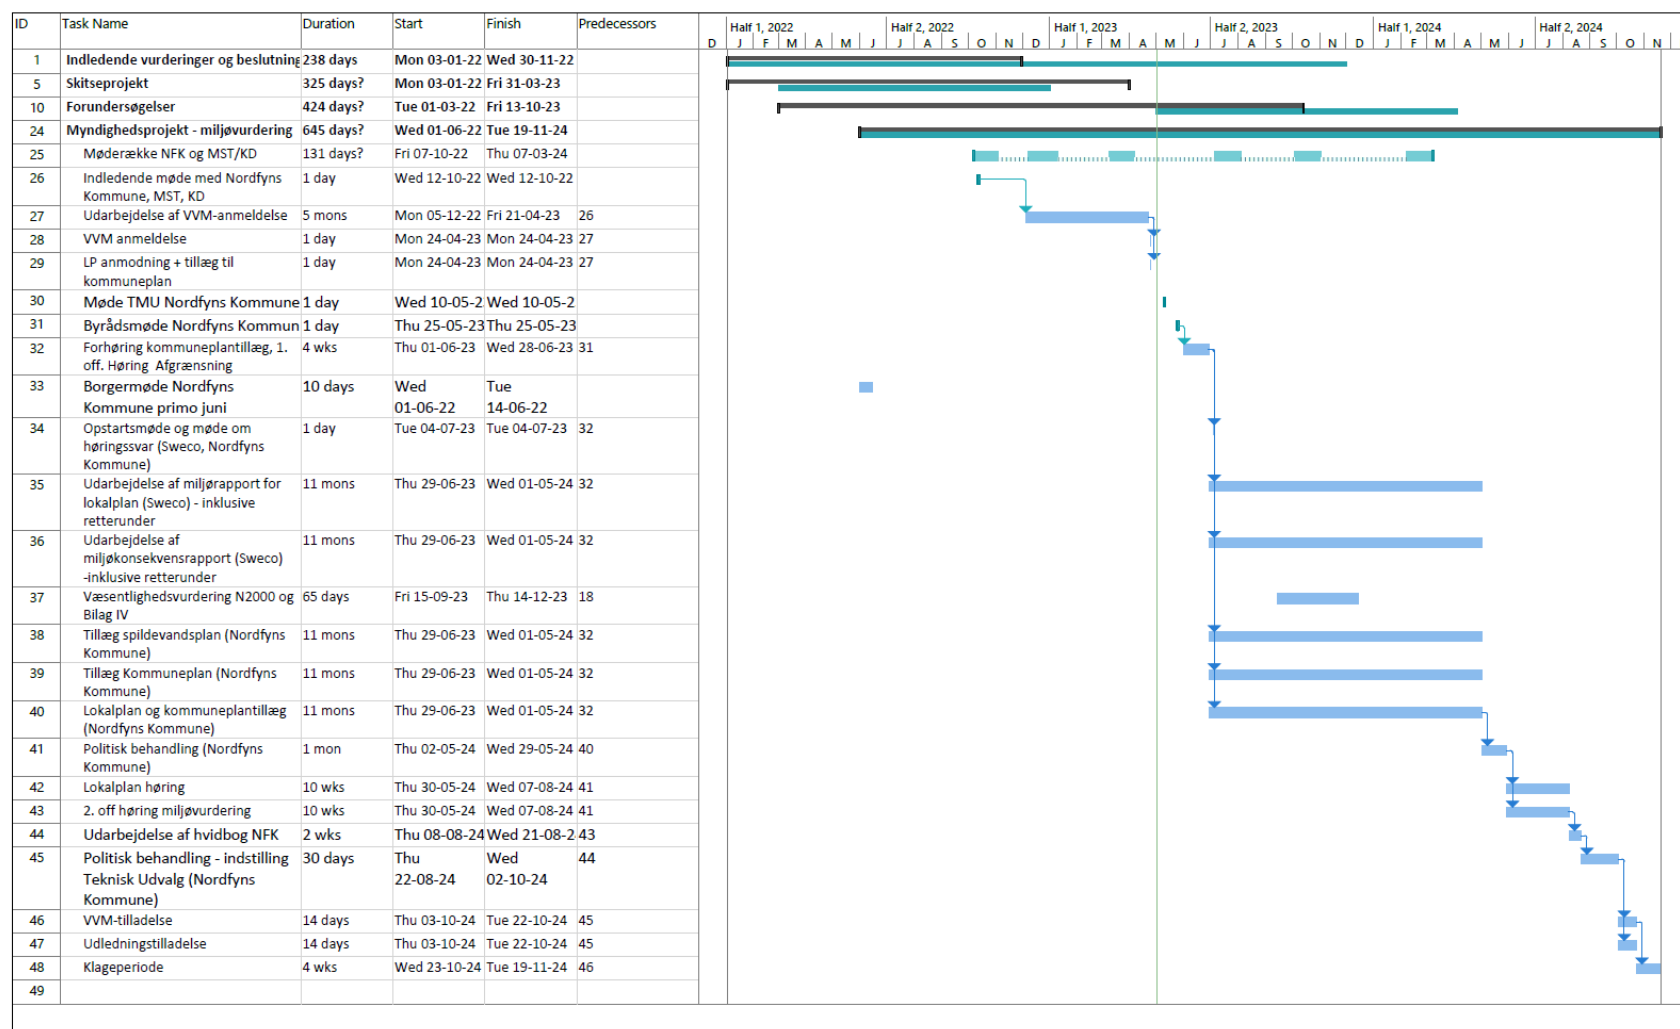 ID Task Name Duration Start Finish Predecessors
Half 1, 2022 Half 2, 2022 Half 1, 2023 Half 2, 2023 Half 1, 2024 Half 2, 2024
D J F M A M J J A S O N D J F M A M J J A S O N D J F M A M J J A S O N
1 Indledende vurderinger og beslutning 238 days Mon 03-01-22 Wed 30-11-22
5 Skitseprojekt 325 days? Mon 03-01-22 Fri 31-03-23
10 Forundersøgelser 424 days? Tue 01-03-22 Fri 13-10-23
24 Myndighedsprojekt - miljøvurdering 645 days? Wed 01-06-22 Tue 19-11-24
25 Møderække NFK og MST/KD 131 days? Fri 07-10-22 Thu 07-03-24
26 Indledende møde med Nordfyns 1 day Wed 12-10-22 Wed 12-10-22
Kommune, MST, KD
27 Udarbejdelse af VVM-anmeldelse 5 mons Mon 05-12-22 Fri 21-04-23 26
28 VVM anmeldelse 1 day Mon 24-04-23 Mon 24-04-23 27
29 LP anmodning + tillæg til 1 day Mon 24-04-23 Mon 24-04-23 27
kommuneplan
30 Møde TMU Nordfyns Kommune 1 day Wed 10-05-2 Wed 10-05-2
31 Byrådsmøde Nordfyns Kommun 1 day Thu 25-05-23 Thu 25-05-23
32 Forhøring kommuneplantillæg, 1. 4 wks Thu 01-06-23 Wed 28-06-23 31
off. Høring Afgrænsning
33 Borgermøde Nordfyns 10 days Wed Tue
Kommune primo juni 01-06-22 14-06-22
34 Opstartsmøde og møde om 1 day Tue 04-07-23 Tue 04-07-23 32
høringssvar (Sweco, Nordfyns
Kommune)
35 Udarbejdelse af miljørapport for 11 mons Thu 29-06-23 Wed 01-05-24 32
lokalplan (Sweco) - inklusive
retterunder
36 Udarbejdelse af 11 mons Thu 29-06-23 Wed 01-05-24 32
miljøkonsekvensrapport (Sweco)
-inklusive retterunder
37 Væsentlighedsvurdering N2000 og 65 days Fri 15-09-23 Thu 14-12-23 18
Bilag IV
38 Tillæg spildevandsplan (Nordfyns 11 mons Thu 29-06-23 Wed 01-05-24 32
Kommune)
39 Tillæg Kommuneplan (Nordfyns 11 mons Thu 29-06-23 Wed 01-05-24 32
Kommune)
40 Lokalplan og kommuneplantillæg 11 mons Thu 29-06-23 Wed 01-05-24 32
(Nordfyns Kommune)
41 Politisk behandling (Nordfyns 1 mon Thu 02-05-24 Wed 29-05-24 40
Kommune)
42 Lokalplan høring 10 wks Thu 30-05-24 Wed 07-08-24 41
43 2. off høring miljøvurdering 10 wks Thu 30-05-24 Wed 07-08-24 41
44 Udarbejdelse af hvidbog NFK 2 wks Thu 08-08-24 Wed 21-08-2 43
45 Politisk behandling - indstilling 30 days Thu Wed 44
Teknisk Udvalg (Nordfyns 22-08-24 02-10-24
Kommune)
46 VVM-tilladelse 14 days Thu 03-10-24 Tue 22-10-24 45
47 Udledningstilladelse 14 days Thu 03-10-24 Tue 22-10-24 45
48 Klageperiode 4 wks Wed 23-10-24 Tue 19-11-24 46
49